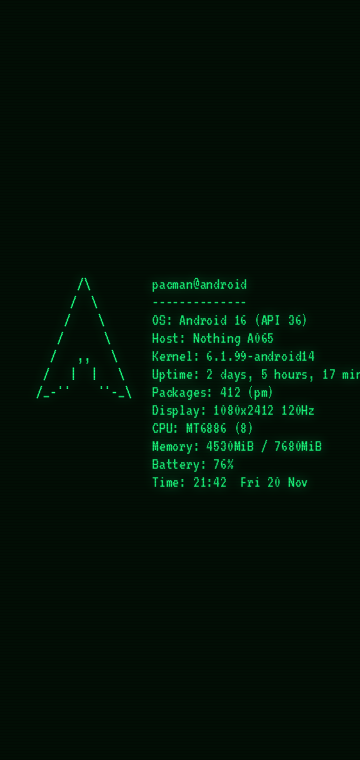 pacman@android
--------------
OS: Android 16 (API 36)
Host: Nothing A065
Kernel: 6.1.99-android14
Uptime: 2 days, 5 hours, 17 min
Packages: 412 (pm)
Display: 1080x2412 120Hz
CPU: MT6886 (8)
Memory: 4530MiB / 7680MiB
Battery: 76%
Time: 21:42  Fri 20 Nov